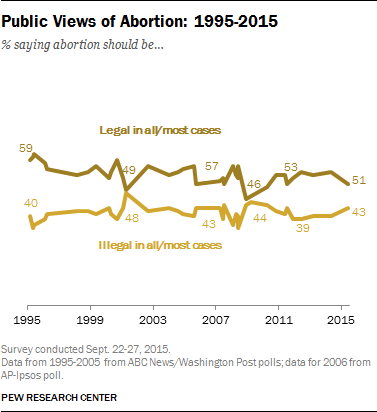 Public Views of Abortion: 1995-2015
% saying abortion should be...
Legal in all/most cases
59
49
57
46
53
51
40
48
43
44
39
43
Illegal in all/most cases
1995 1999 2003 2007 2011 2015
Survey conducted Sept. 22-27, 2015.
Data from 1995-2005 from ABC News/Washington Post polls; data for 2006 from
AP-Ipsos poll.
PEW RESEARCH CENTER